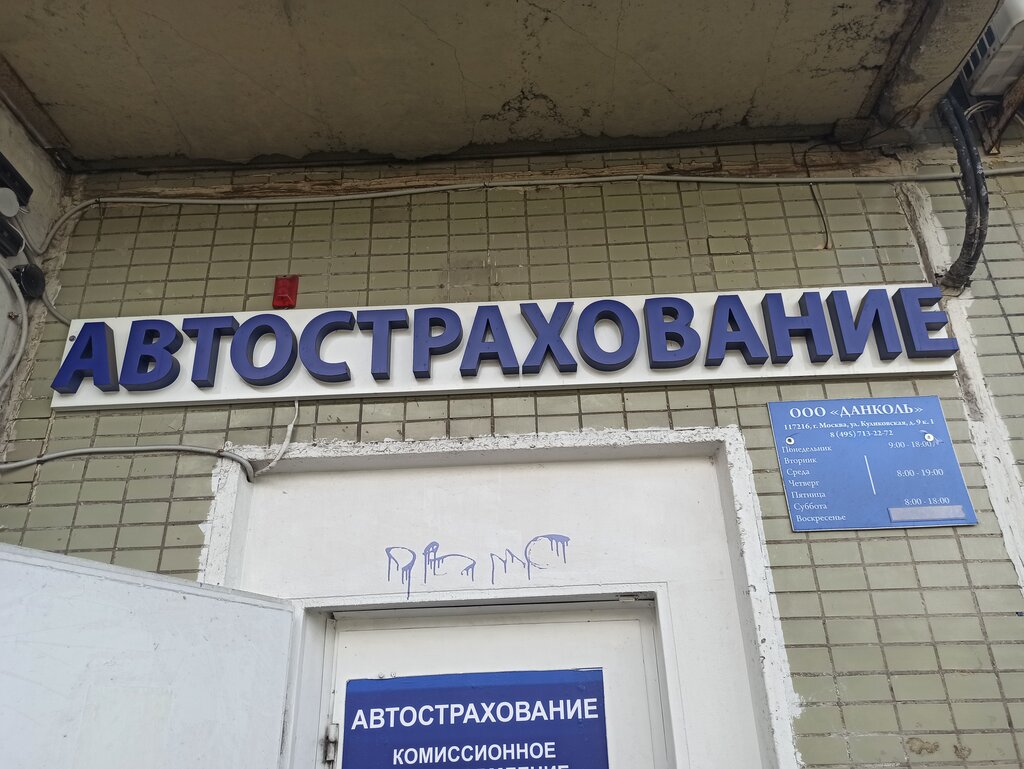 АВТОСТРАХОВАНИЕ
ООО «ДАНКОЛЬ»
117216, г. Москва, ул. Куликовская, д. 9 к. 1
8 (495) 713-22-72
Понедельник 9:00 - 18:00
Вторник
Среда 8:00 - 19:00
Четверг
Пятница
Суббота 8:00 - 18:00
Воскресенье
АВТОСТРАХОВАНИЕ
КОМИССИОННОЕ